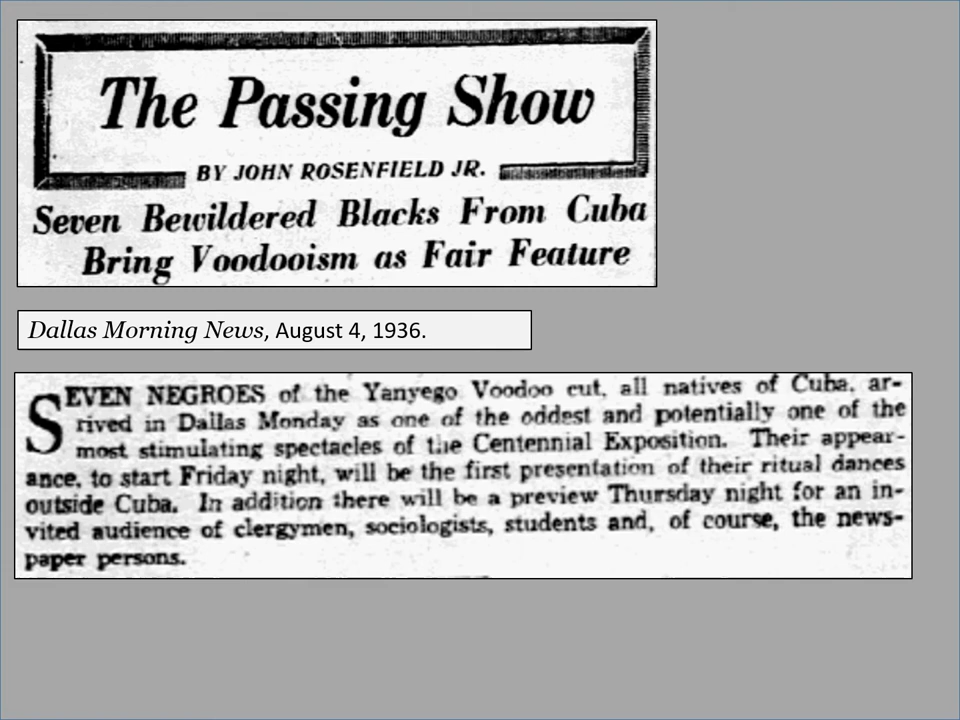 The Passing Show
BY JOHN ROSENFIELD JR.
Seven Bewildered Blacks From Cuba
Bring Voodooism as Fair Feature
Dallas Morning News, August 4, 1936.
SEVEN NEGROES of the Yanyego Voodoo cut, all natives of Cuba, ar-
rived in Dallas Monday as one of the oddest and potentially one of the
most stimulating spectacles of the Centennial Exposition. Their appear-
ance, to start Friday night, will be the first presentation of their ritual dances
outside Cuba. In addition there will be a preview Thursday night for an in-
vited audience of clergymen, sociologists, students and, of course, the news-
paper persons.